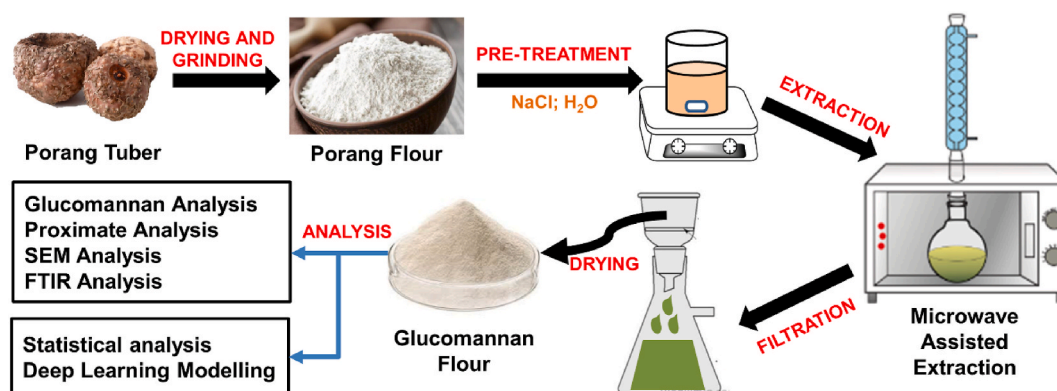 DRYING AND
GRINDING
Porang Tuber
Porang Flour
PRE-TREATMENT
NaCl; H₂O
EXTRACTION
Microwave
Assisted
Extraction
FILTRATION
DRYING
Glucomannan
Flour
ANALYSIS
Glucomannan Analysis
Proximate Analysis
SEM Analysis
FTIR Analysis
Statistical analysis
Deep Learning Modelling